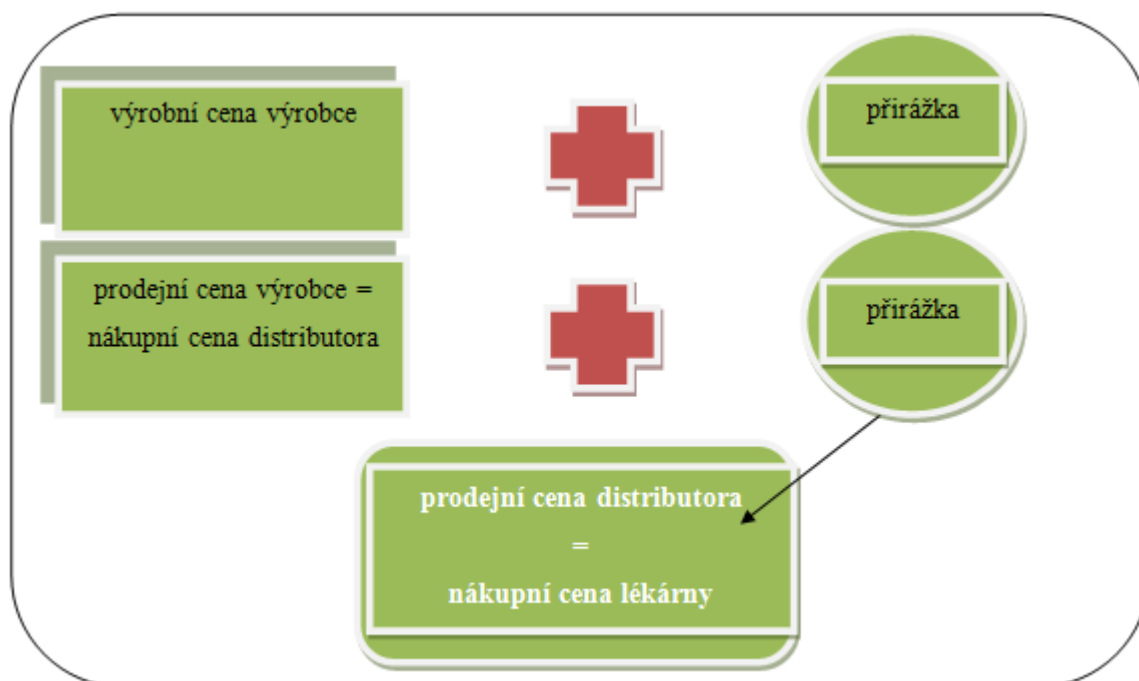 výrobní cena výrobce
přirážka
prodejní cena výrobce =
nákupní cena distributora
přirážka
prodejní cena distributora
=
nákupní cena lékárny